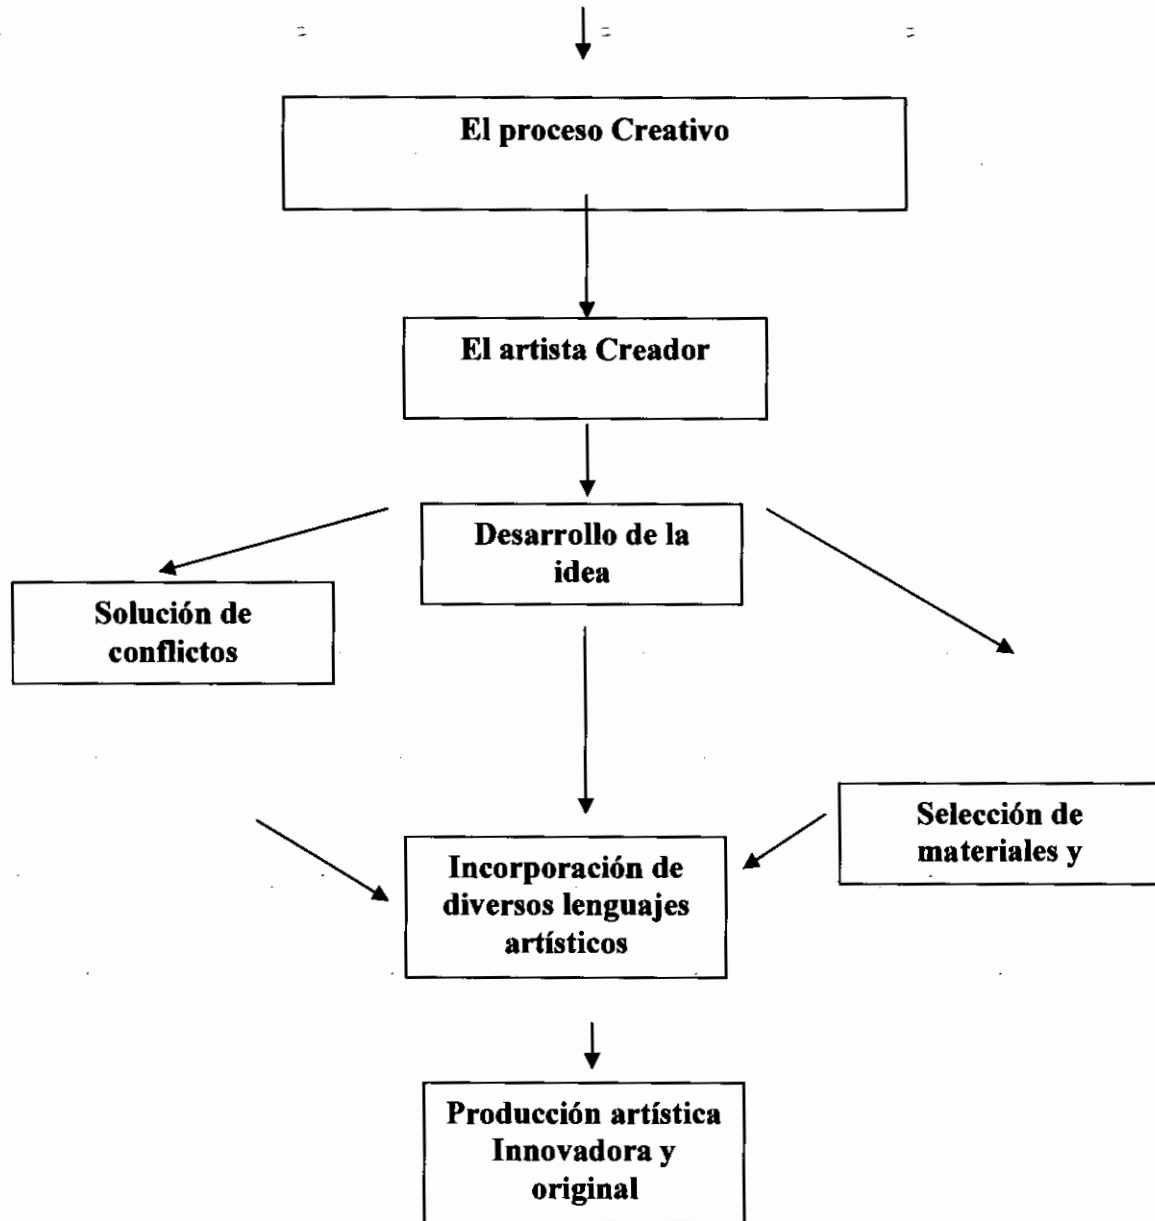 El proceso Creativo
El artista Creador
Desarrollo de la
idea
Solución de
conflictos
Selección de
materiales y
Incorporación de
diversos lenguajes
artísticos
Producción artística
Innovadora y
original